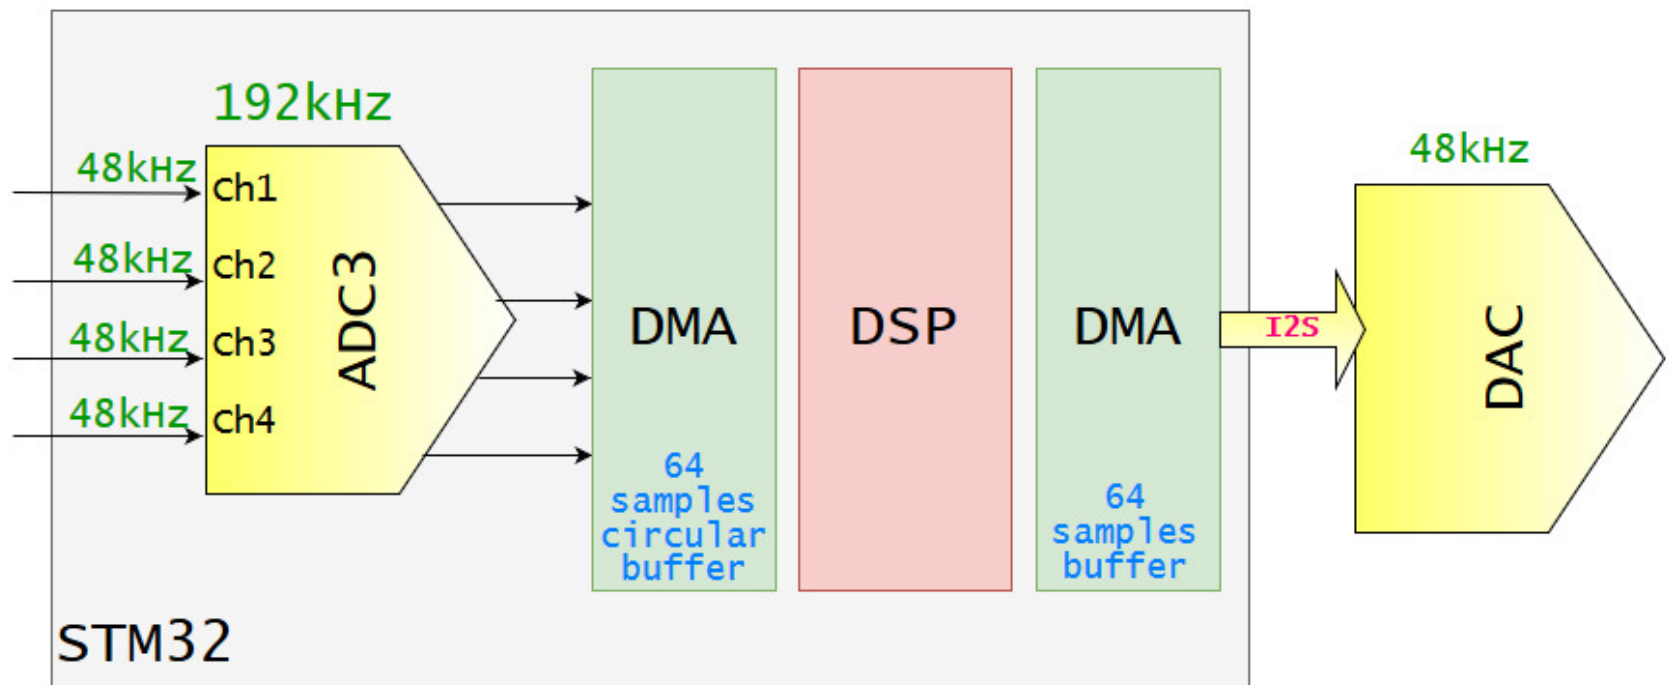 192kHz
48kHz
Ch1
48kHz
Ch2
48kHz
Ch3
48kHz
Ch4
ADC3
DMA
64
samples
circular
buffer
DSP
DMA
64
samples
buffer
I2S
48kHz
DAC
STM32